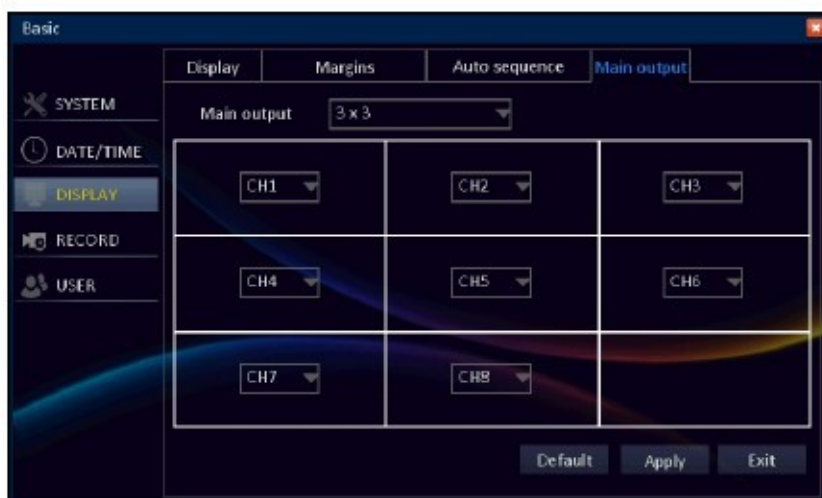 Basic
Display Margins Auto sequence Main output
SYSTEM
Main output 3 x 3
DATE/TIME
CH1 CH2 CH3
DISPLAY
RECORD
CH4 CH5 CH6
USER
CH7 CH8
Default Apply Exit